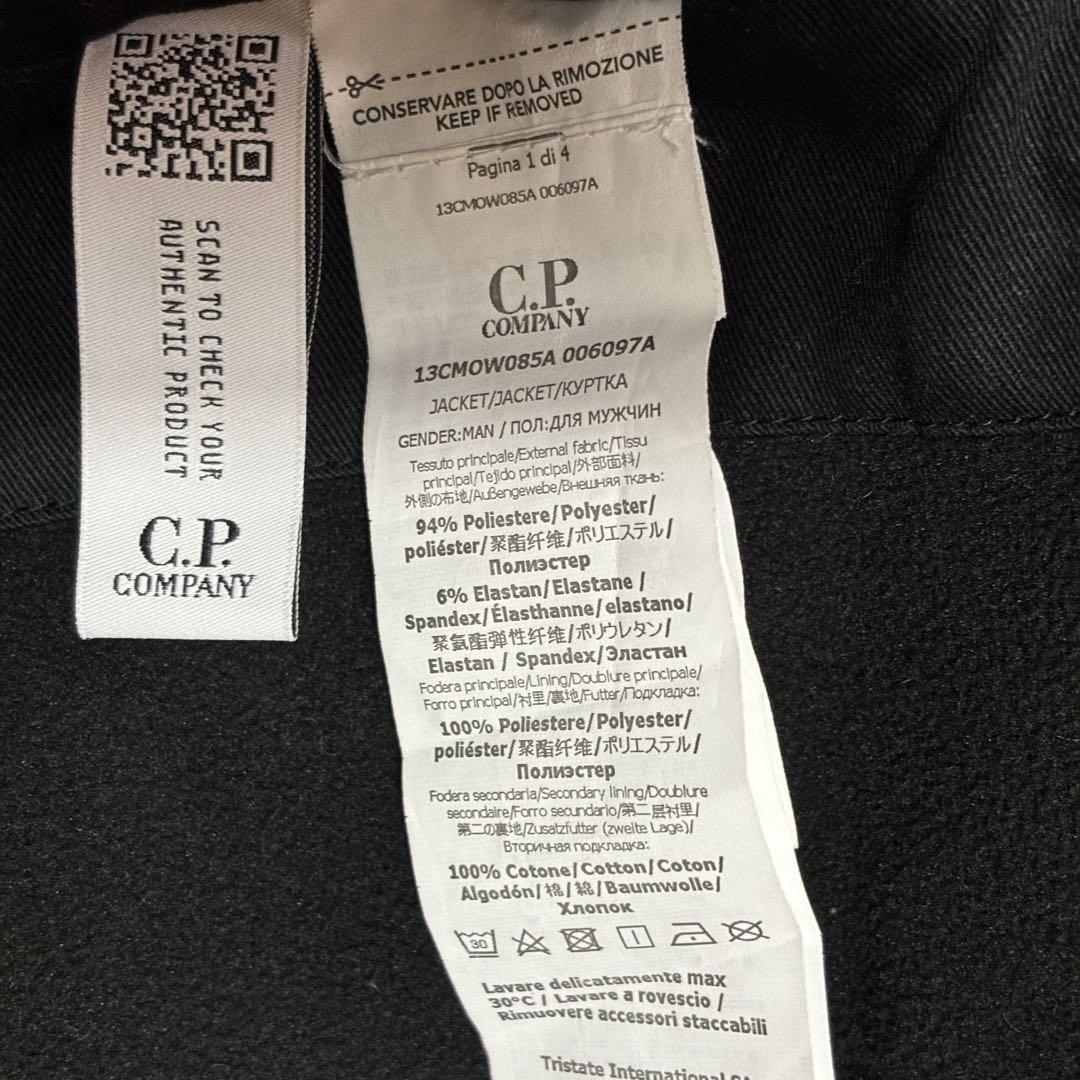 SCAN TO CHECK YOUR
AUTHENTIC PRODUCT
C.P.
COMPANY
CONSERVARE DOPO LA RIMOZIONE
KEEP IF REMOVED
Pagina 1 di 4
13CMOW085A 006097A
C.P.
COMPANY
13CMOW085A 006097A
JACKET/JACKET/КУРТКА
GENDER:MAN / ПОЛ:ДЛЯ МУЖЧИН
Tessuto principale/External fabric/Tissu
principal/Tejido principal/外部面料/
外側の布地/Außengewebe/Внешняя ткань:
94% Poliestere/Polyester/
poliéster/聚酯纤维/ポリエステル/
Полиэстер
6% Elastan/Elastane /
Spandex/Élasthanne/elastano/
聚氨酯弹性纤维/ポリウレタン/
Elastan / Spandex/Эластан
Fodera principale/Lining/Doublure principale/
Forro principal/衬里/裏地/Futter/Подкладка:
100% Poliestere/Polyester/
poliéster/聚酯纤维/ポリエステル/
Полиэстер
Fodera secondaria/Secondary lining/Doublure
secondaire/Forro secundario/第二层衬里/
第二の裏地/Zusatzfutter (zweite Lage)/
Вторичная подкладка:
100% Cotone/Cotton/Coton/
Algodón/棉/綿/Baumwolle/
Хлопок
30
Lavare delicatamente max
30°C / Lavare a rovescio /
Rimuovere accessori staccabili
Tristate International